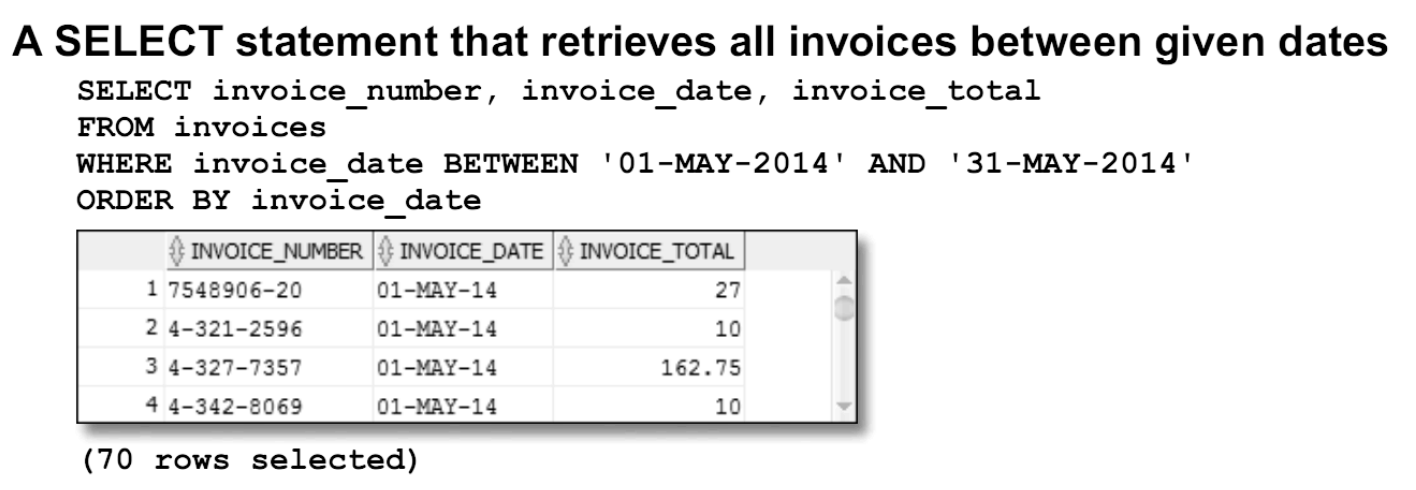 A SELECT statement that retrieves all invoices between given dates
SELECT invoice_number, invoice_date, invoice_total
FROM invoices
WHERE invoice_date BETWEEN '01-MAY-2014' AND '31-MAY-2014'
ORDER BY invoice_date
INVOICE_NUMBER INVOICE_DATE INVOICE_TOTAL
1 7548906-20 01-MAY-14 27
2 4-321-2596 01-MAY-14 10
3 4-327-7357 01-MAY-14 162.75
4 4-342-8069 01-MAY-14 10
(70 rows selected)